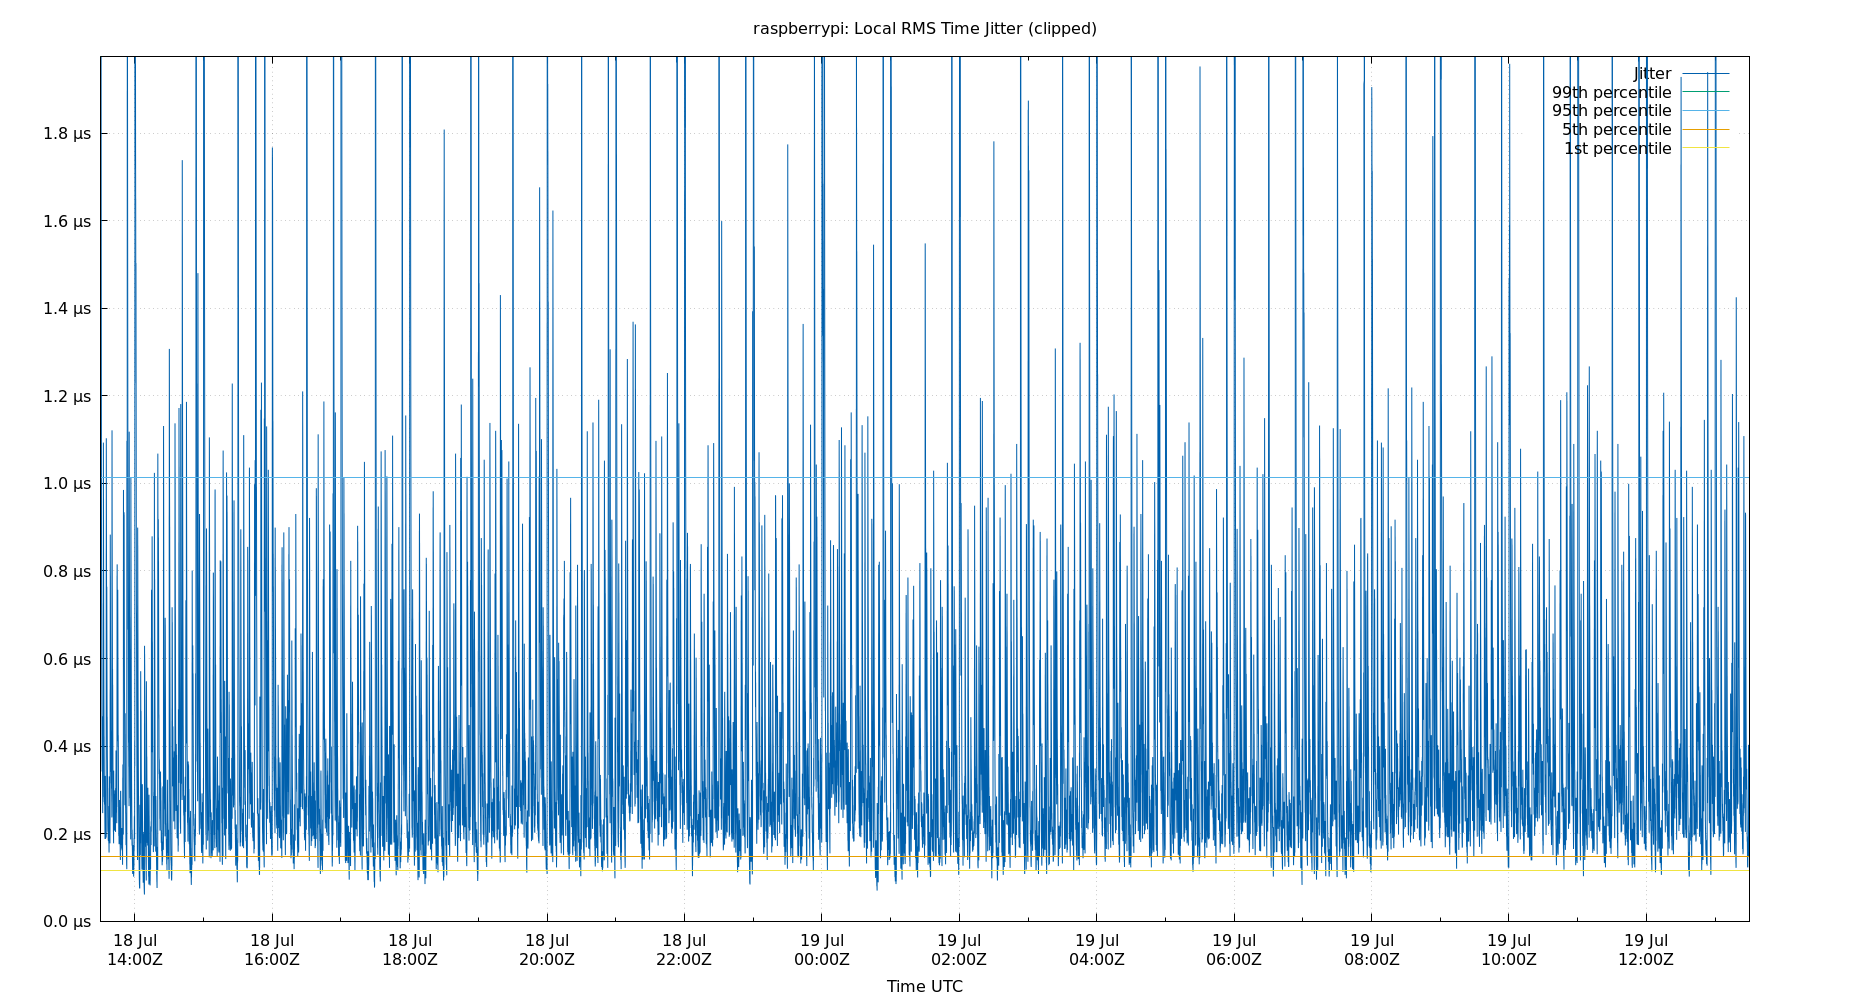 raspberrypi: Local RMS Time Jitter (clipped)
Jitter
99th percentile
95th percentile
5th percentile
1st percentile
1.8 µs
1.6 µs
1.4 µs
1.2 µs
1.0 µs
0.8 µs
0.6 µs
0.4 µs
0.2 µs
0.0 µs
18 Jul 18 Jul 18 Jul 18 Jul 18 Jul 19 Jul 19 Jul 19 Jul 19 Jul 19 Jul 19 Jul 19 Jul
14:00Z 16:00Z 18:00Z 20:00Z 22:00Z 00:00Z 02:00Z 04:00Z 06:00Z 08:00Z 10:00Z 12:00Z
Time UTC